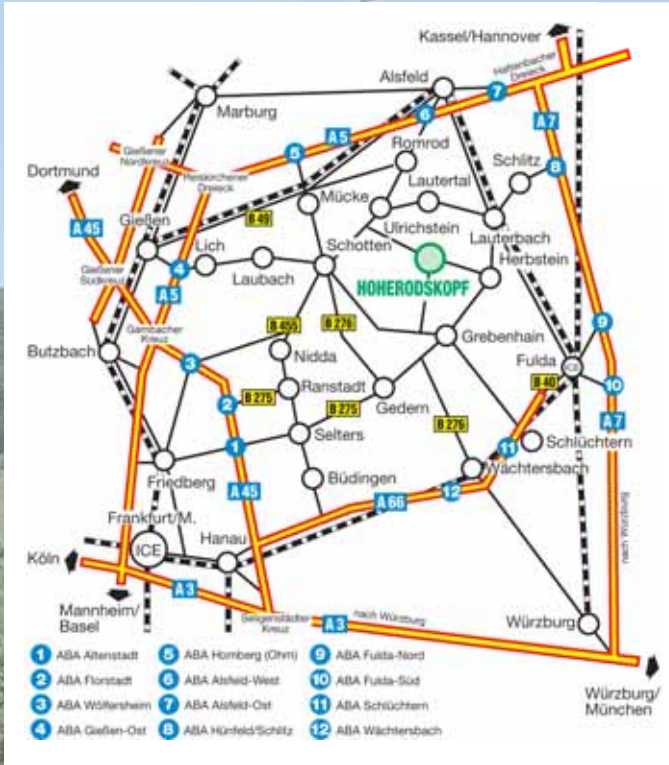 Kassel/Hannover
Hattenbacher
Dreieck
Alsfeld
7
6
A 5
A 7
Marburg
Gießener
Nordkreuz
Reiskirchener
Dreieck
5
Romrod
Schlitz
8
Dortmund
Mücke
Lautertal
A 45
B 49
Ulrichstein
Gießen
Lich
Lauterbach
Schotten
Herbstein
4
Laubach
HOHERODSKOPF
Gießener
Südkreuz
A 5
Gambacher
Kreuz
B 455
B 276
Grebenhain
9
Butzbach
Nidda
Fulda
ICE
3
B 40
10
Ranstadt
B 275
2
Gedern
B 275
A 7
B 276
Selters
1
11
Schlüchtern
Friedberg
Büdingen
Wächtersbach
A 45
12
A 66
Frankfurt/M.
Hanau
ICE
Köln
nach Würzburg
A 3
Mannheim/
Basel
Seligenstädter
Kreuz
nach Würzburg
A 3
Würzburg
Würzburg/
München
1 ABA Altenstadt
2 ABA Florstadt
3 ABA Wölfersheim
4 ABA Gießen-Ost
5 ABA Homberg (Ohm)
6 ABA Alsfeld-West
7 ABA Alsfeld-Ost
8 ABA Hünfeld/Schlitz
9 ABA Fulda-Nord
10 ABA Fulda-Süd
11 ABA Schlüchtern
12 ABA Wächtersbach